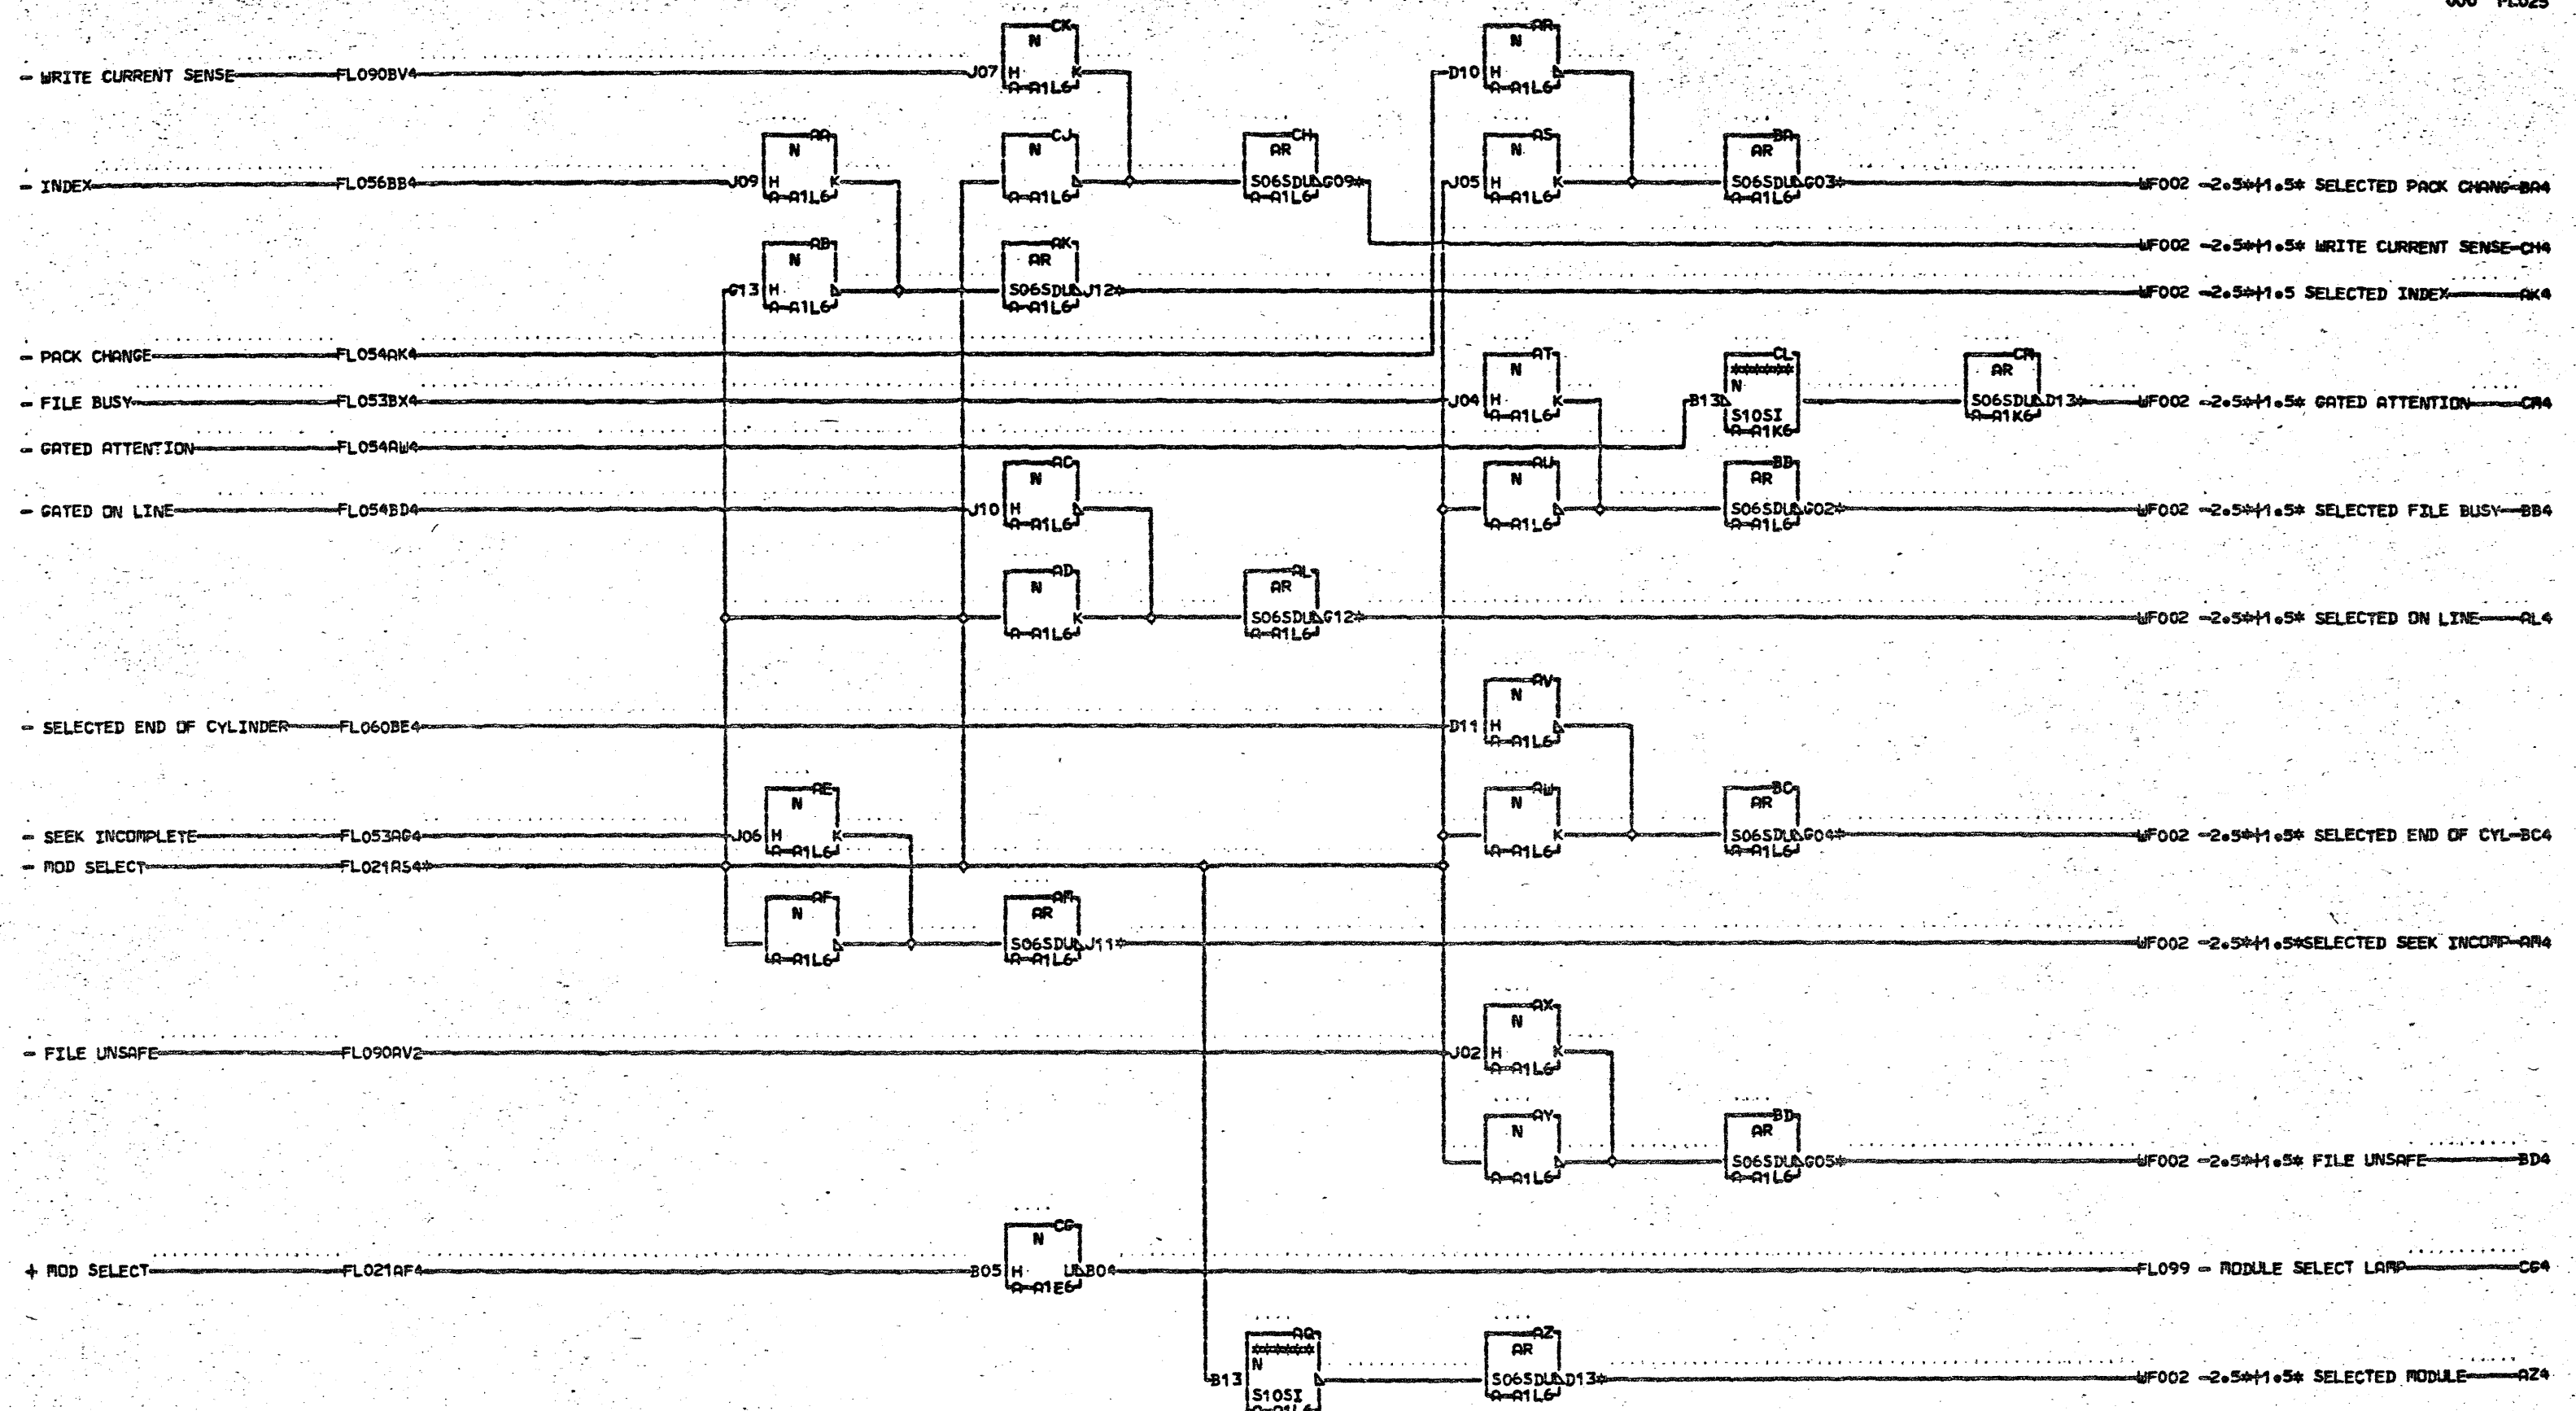 FL025
CK AR
N N
- WRITE CURRENT SENSE FL090BV4 J07 H K D10 H
A-A1L6 A-A1L6
AA CJ CH AS BA
N N AR N AR
- INDEX FL056BB4 J09 H K S06SDU G09* J05 H K S06SDU G03* WF002 -2.5*+1.5* SELECTED PACK CHANG BA4
A-A1L6 A-A1L6 A-A1L6 A-A1L6 A-A1L6
AB AK
WF002 -2.5*+1.5* WRITE CURRENT SENSE CH4
N AR
G13 H S06SDU J12* WF002 -2.5*+1.5 SELECTED INDEX AK4
A-A1L6 A-A1L6
- PACK CHANGE FL054AK4
AT CL CM
N ****** AR
N
- FILE BUSY FL053BX4 J04 H K B13 S06SDU D13* WF002 -2.5*+1.5* GATED ATTENTION CM4
A-A1L6 S10SI A-A1K6
A-A1K6
- GATED ATTENTION FL054AW4
AC AU BB
N N AR
- GATED ON LINE FL054BD4 J10 H S06SDU G02* WF002 -2.5*+1.5* SELECTED FILE BUSY BB4
A-A1L6 A-A1L6 A-A1L6
AD AL
N AR
K S06SDU G12* WF002 -2.5*+1.5* SELECTED ON LINE AL4
A-A1L6 A-A1L6
AV
N
- SELECTED END OF CYLINDER FL060BE4 D11 H
A-A1L6
AE AW BC
N N AR
- SEEK INCOMPLETE FL053AG4 J06 H K K S06SDU G04* WF002 -2.5*+1.5* SELECTED END OF CYL BC4
A-A1L6 A-A1L6 A-A1L6
- MOD SELECT FL021AS4*
AF AM
N AR
S06SDU J11* WF002 -2.5*+1.5*SELECTED SEEK INCOMP AM4
A-A1L6 A-A1L6
AX
N
- FILE UNSAFE FL090AV2 J02 H K
A-A1L6
AY BD
N AR
S06SDU G05* WF002 -2.5*+1.5* FILE UNSAFE BD4
A-A1L6 A-A1L6
CG
N
+ MOD SELECT FL021AF4 B05 H U B04 FL099 - MODULE SELECT LAMP CG4
A-A1E6
AQ AZ
****** AR
N
B13 S06SDU D13* WF002 -2.5*+1.5* SELECTED MODULE AZ4
S10SI A-A1L6
A-A1L6